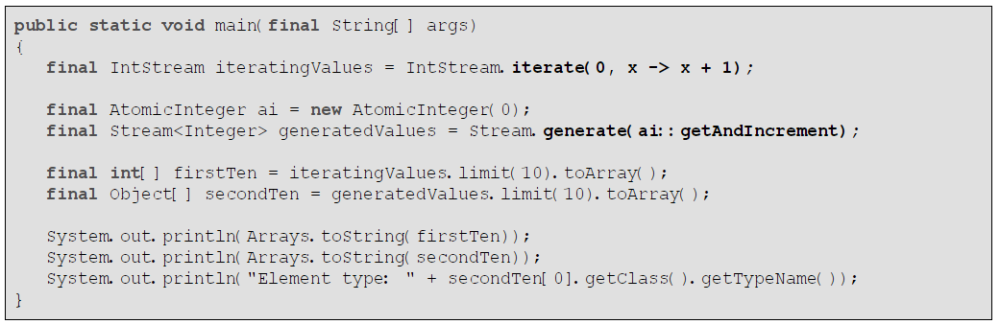 public static void main(final String[] args)
{
final IntStream iteratingValues = IntStream.iterate(0, x -> x + 1);
final AtomicInteger ai = new AtomicInteger(0);
final Stream<Integer> generatedValues = Stream.generate(ai::getAndIncrement);
final int[] firstTen = iteratingValues.limit(10).toArray();
final Object[] secondTen = generatedValues.limit(10).toArray();
System.out.println(Arrays.toString(firstTen));
System.out.println(Arrays.toString(secondTen));
System.out.println("Element type: " + secondTen[0].getClass().getTypeName());
}